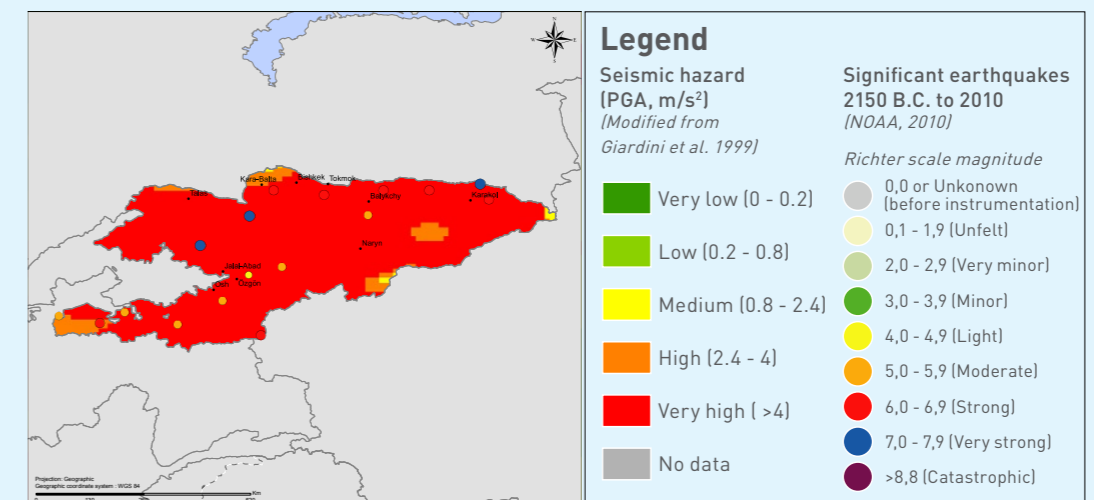 N
W
E
S
Talas
Kara-Balta
Bishkek
Tokmok
Balykchy
Karakol
Naryn
Jalal-Abad
Osh
Ozgön
Projection: Geographic
Geographic coordinate system : WGS 84
Km
Legend
Seismic hazard
(PGA, m/s²)
(Modified from
Giardini et al. 1999)
Very low (0 - 0.2)
Low (0.2 - 0.8)
Medium (0.8 - 2.4)
High (2.4 - 4)
Very high ( >4)
No data
Significant earthquakes
2150 B.C. to 2010
(NOAA, 2010)
Richter scale magnitude
0,0 or Unkonown
(before instrumentation)
0,1 - 1,9 (Unfelt)
2,0 - 2,9 (Very minor)
3,0 - 3,9 (Minor)
4,0 - 4,9 (Light)
5,0 - 5,9 (Moderate)
6,0 - 6,9 (Strong)
7,0 - 7,9 (Very strong)
>8,8 (Catastrophic)